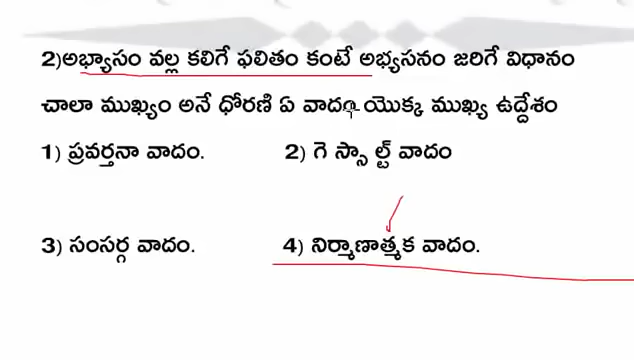 2)అభ్యాసం వల్ల కలిగే ఫలితం కంటే అభ్యసనం జరిగే విధానం
చాలా ముఖ్యం అనే ధోరణి ఏ వాదం యొక్క ముఖ్య ఉద్దేశం
1) ప్రవర్తనా వాదం. 2) గె స్సా ల్ట్ వాదం
3) సంసర్గ వాదం. 4) నిర్మాణాత్మక వాదం.